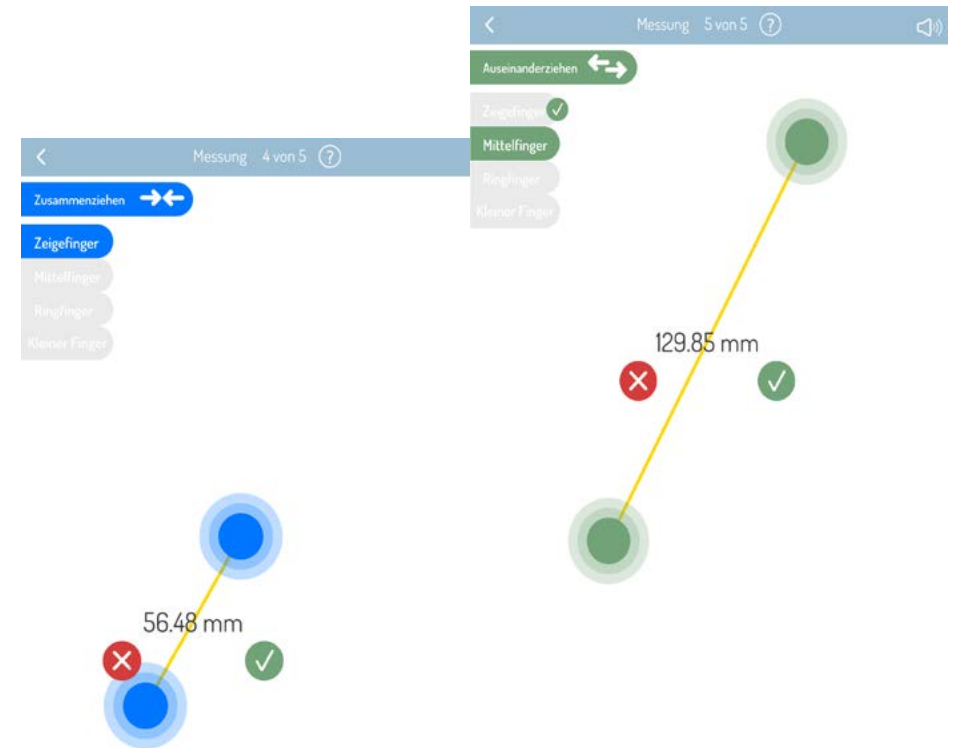 Messung 4 von 5 ?
Zusammenziehen
Zeigefinger
Mittelfinger
Ringfinger
Kleiner Finger
56.48 mm
Messung 5 von 5 ?
Auseinanderziehen
Zeigefinger
Mittelfinger
Ringfinger
Kleiner Finger
129.85 mm